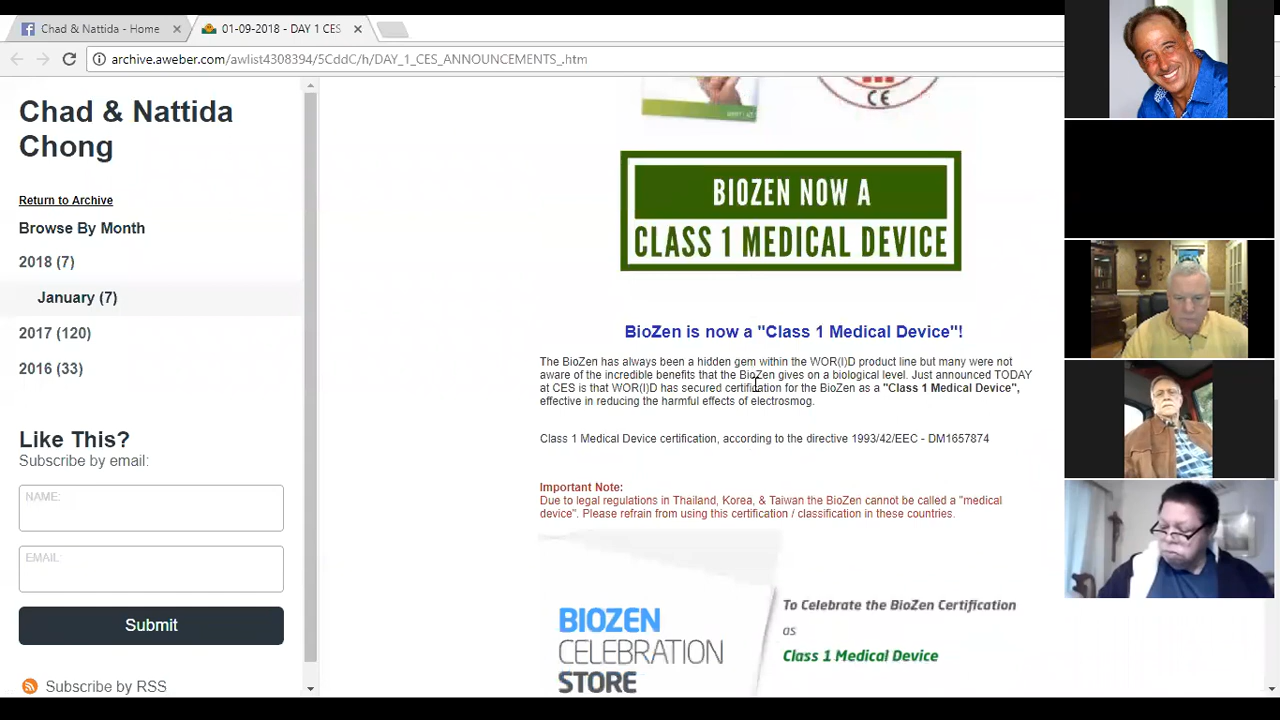 Chad & Nattida - Home
01-09-2018 - DAY 1 CES
archive.aweber.com/awlist4308394/5CddC/h/DAY_1_CES_ANNOUNCEMENTS_.htm
Chad & Nattida
Chong
Return to Archive
Browse By Month
2018 (7)
January (7)
2017 (120)
2016 (33)
Like This?
Subscribe by email:
NAME:
EMAIL:
Submit
Subscribe by RSS
CE
BIOZEN NOW A
CLASS 1 MEDICAL DEVICE
BioZen is now a "Class 1 Medical Device"!
The BioZen has always been a hidden gem within the WOR(l)D product line but many were not
aware of the incredible benefits that the BioZen gives on a biological level. Just announced TODAY
at CES is that WOR(l)D has secured certification for the BioZen as a "Class 1 Medical Device",
effective in reducing the harmful effects of electrosmog.
Class 1 Medical Device certification, according to the directive 1993/42/EEC - DM1657874
Important Note:
Due to legal regulations in Thailand, Korea, & Taiwan the BioZen cannot be called a "medical
device". Please refrain from using this certification / classification in these countries.
BIOZEN
CELEBRATION
STORE
To Celebrate the BioZen Certification
as
Class 1 Medical Device